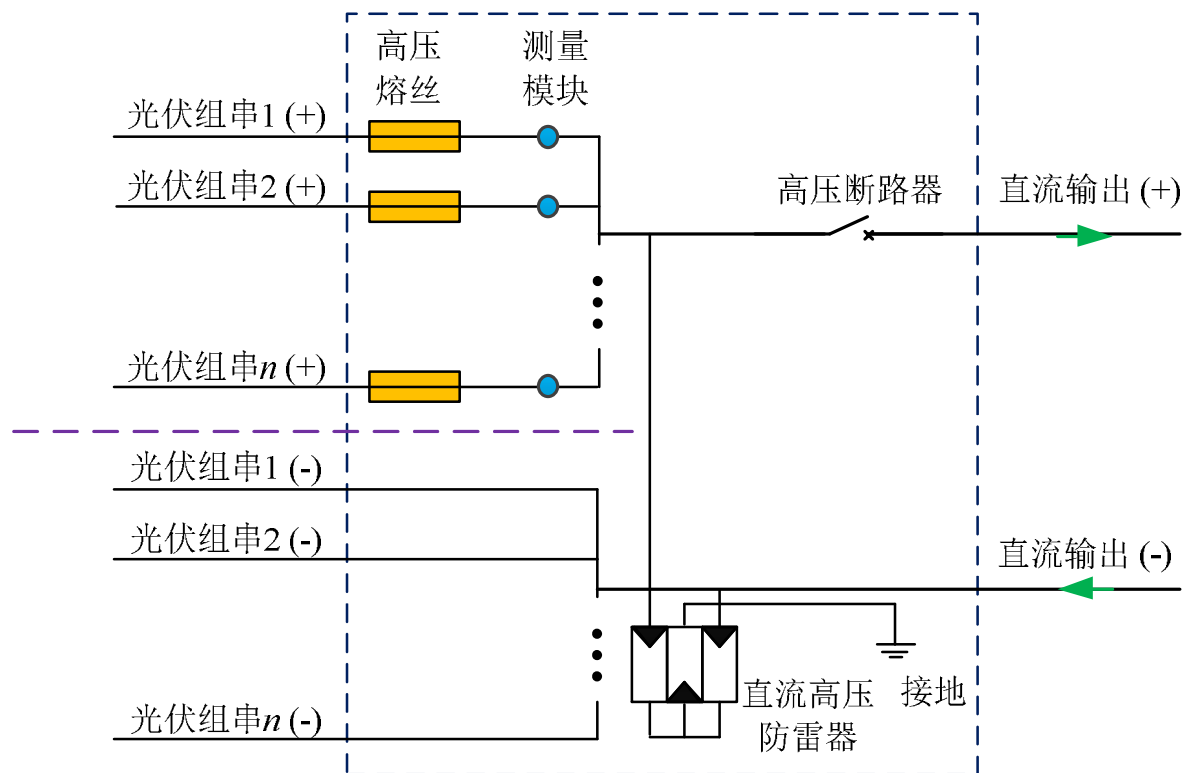 高压
熔丝
测量
模块
光伏组串1 (+)
光伏组串2 (+)
高压断路器
直流输出 (+)
光伏组串n (+)
光伏组串1 (-)
光伏组串2 (-)
直流输出 (-)
直流高压
防雷器
接地
光伏组串n (-)